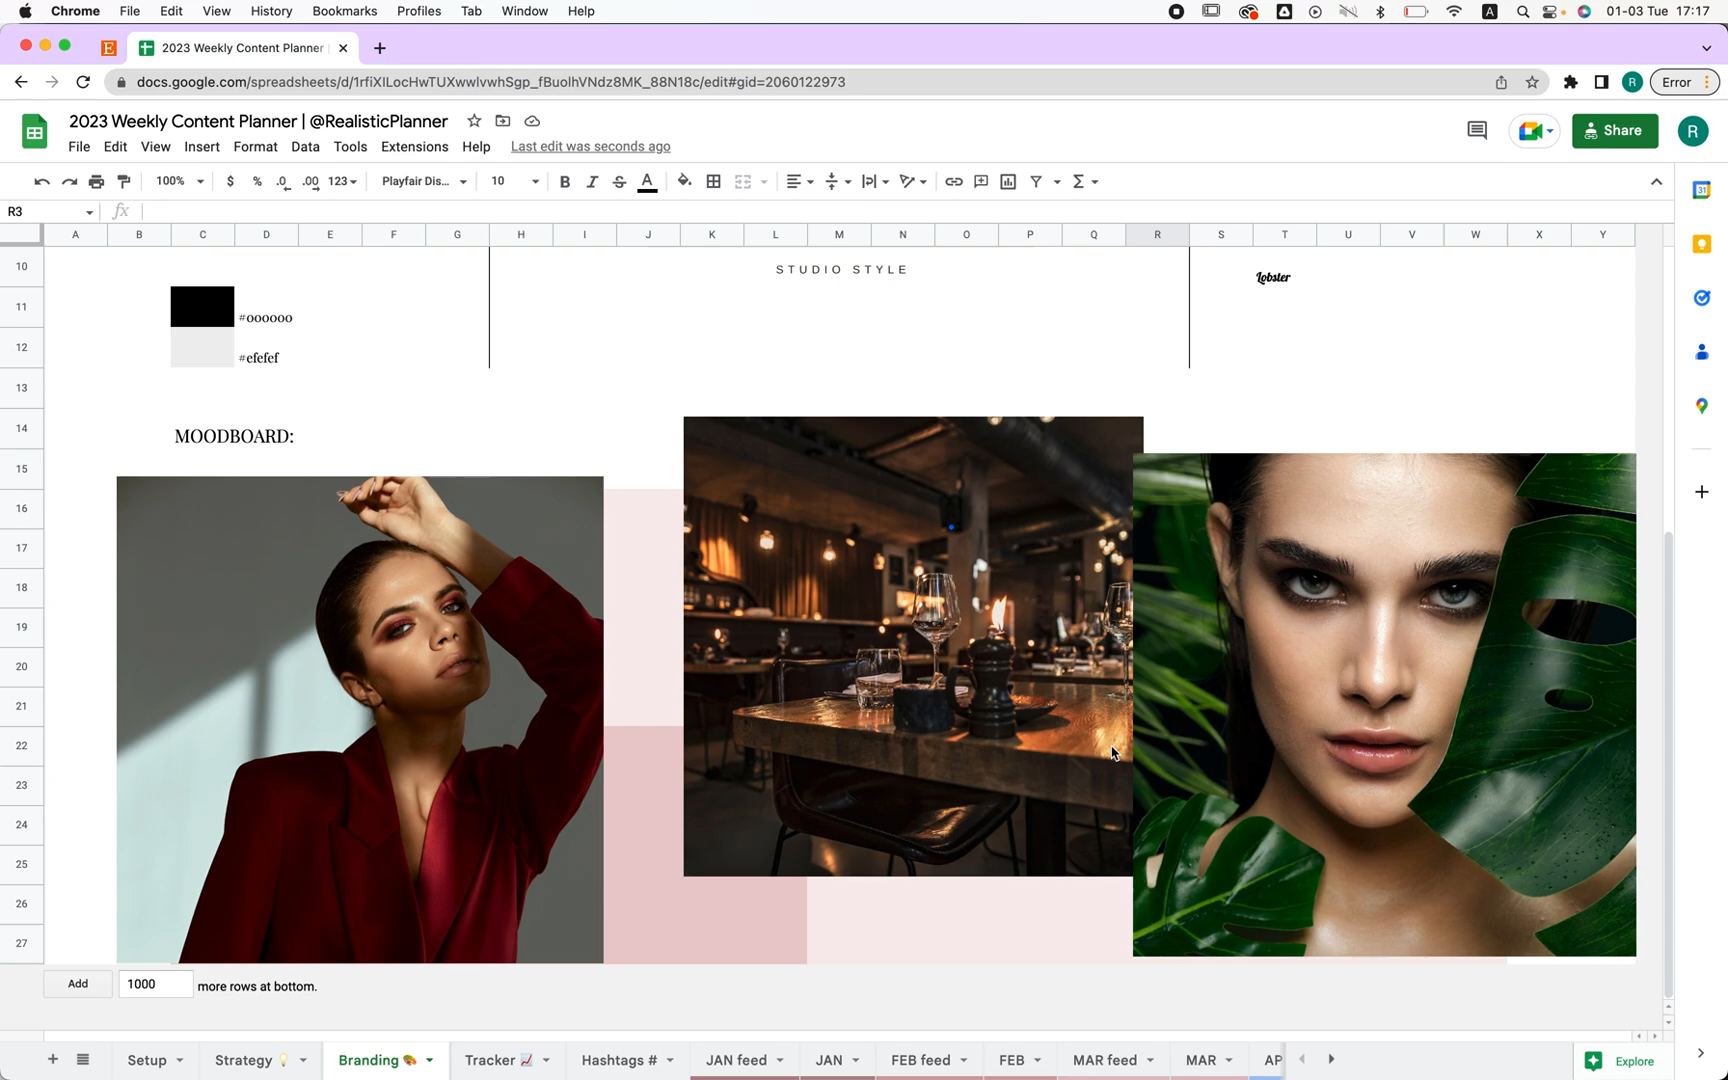 Chrome File Edit View History Bookmarks Profiles Tab Window Help A 01-03 Tue 17:17
E 2023 Weekly Content Planner
docs.google.com/spreadsheets/d/1rfiXILocHwTUXwwlvwhSgp_fBuolhVNdz8MK_88N18c/edit#gid=2060122973 R Error
2023 Weekly Content Planner | @RealisticPlanner Share R
File Edit View Insert Format Data Tools Extensions Help Last edit was seconds ago
100% $ % .0 .00 123 Playfair Dis... 10 B I S A
R3 fx
31
A B C D E F G H I J K L M N O P Q R S T U V W X Y
10 STUDIO STYLE Lobster
11 #000000
12 #efefef
13
14 MOODBOARD:
15
16
17
18
19
20
21
22
23
24
25
26
27
Add 1000 more rows at bottom.
Setup Strategy Branding Tracker Hashtags # JAN feed JAN FEB feed FEB MAR feed MAR AP Explore